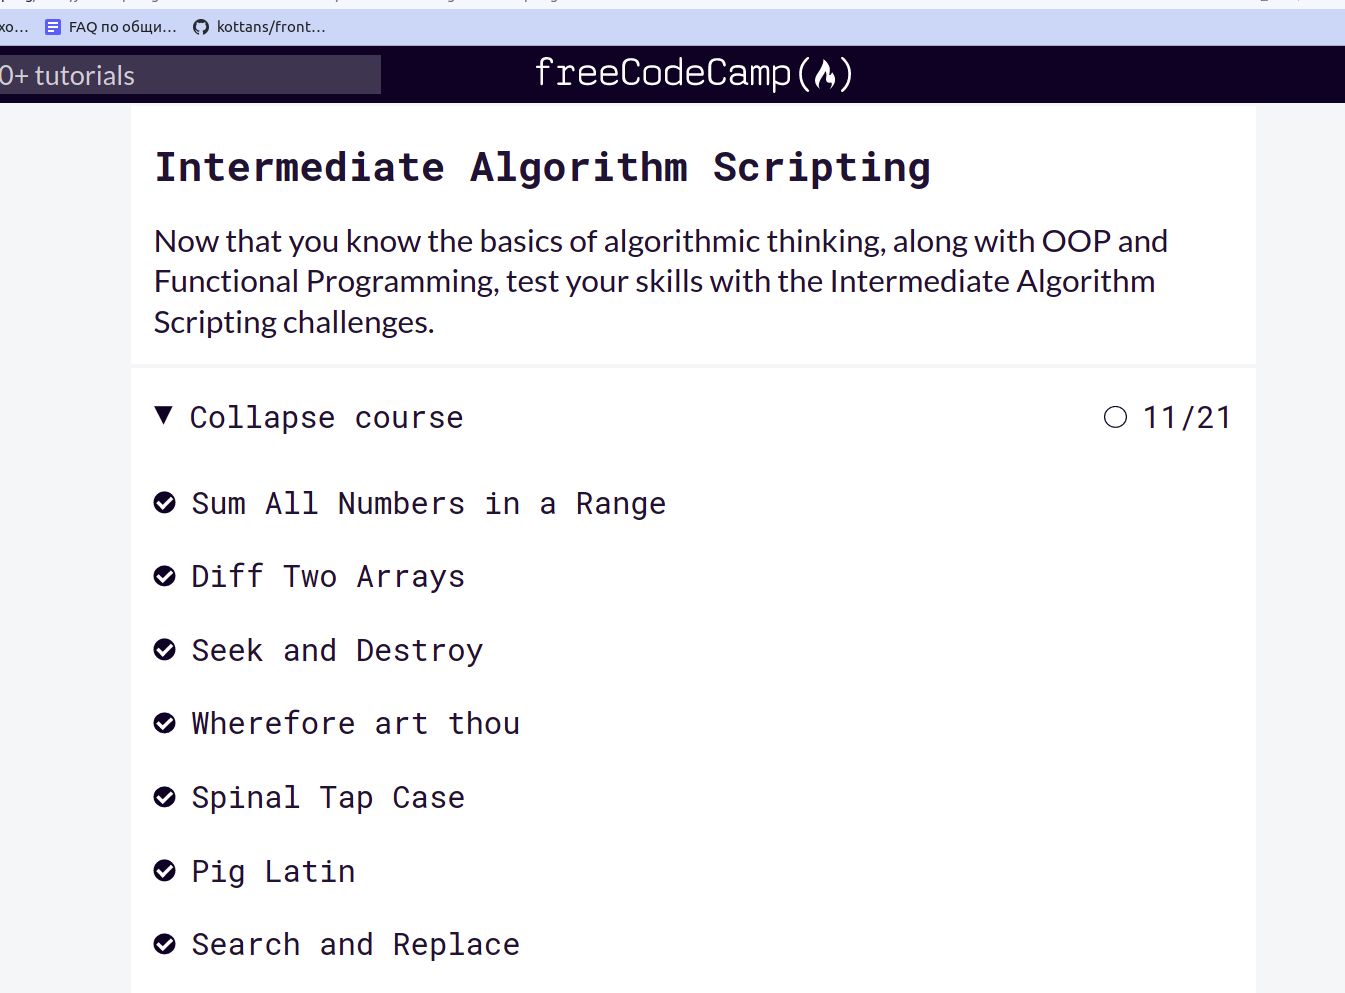 хо... FAQ по общи... kottans/front...
0+ tutorials
freeCodeCamp
Intermediate Algorithm Scripting
Now that you know the basics of algorithmic thinking, along with OOP and
Functional Programming, test your skills with the Intermediate Algorithm
Scripting challenges.
Collapse course 11/21
Sum All Numbers in a Range
Diff Two Arrays
Seek and Destroy
Wherefore art thou
Spinal Tap Case
Pig Latin
Search and Replace